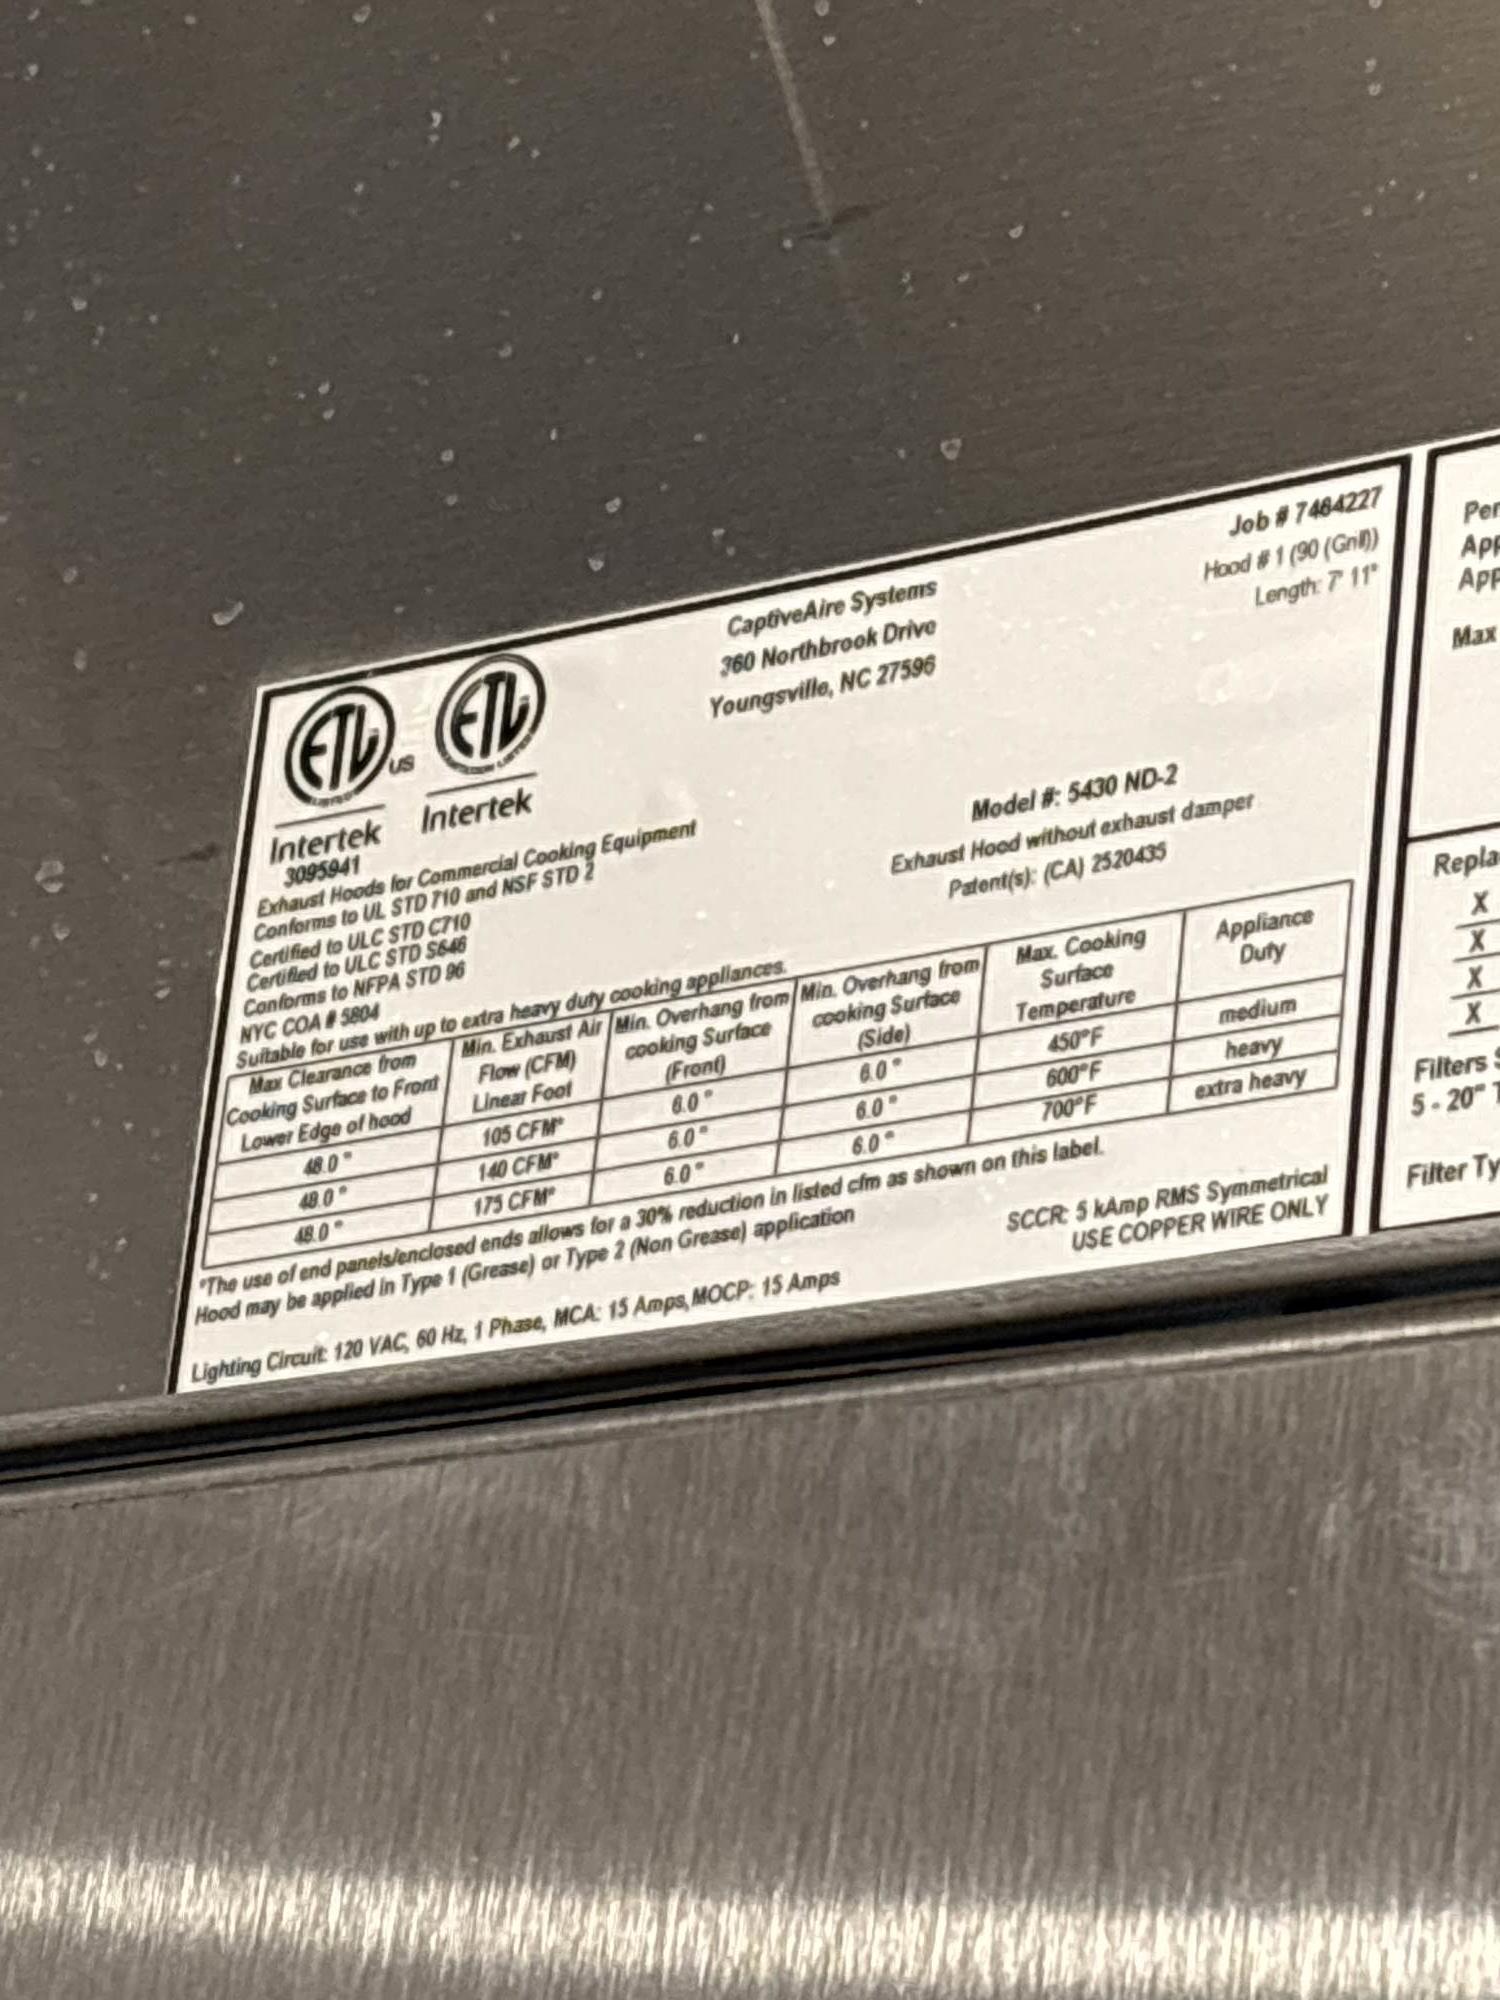 Job # 7484227
Hood # 1 (90 (Grill))
Length: 7' 11"
CaptiveAire Systems
360 Northbrook Drive
Youngsville, NC 27596
ETL
LISTED
US
Intertek
3095941
ETL
Intertek
Model #: 5430 ND-2
Exhaust Hood without exhaust damper
Patent(s): (CA) 2520435
Exhaust Hoods for Commercial Cooking Equipment
Conforms to UL STD 710 and NSF STD 2
Certified to ULC STD C710
Certified to ULC STD S646
Conforms to NFPA STD 96
NYC COA # 5804
Suitable for use with up to extra heavy duty cooking appliances.
Max Clearance from Cooking Surface to Front Lower Edge of hood Min. Exhaust Air Flow (CFM) Linear Foot Min. Overhang from cooking Surface (Front) Min. Overhang from cooking Surface (Side) Max. Cooking Surface Temperature Appliance Duty
48.0 " 105 CFM* 6.0 " 6.0 " 450°F medium
48.0 " 140 CFM* 6.0 " 6.0 " 600°F heavy
48.0 " 175 CFM* 6.0 " 6.0 " 700°F extra heavy
*The use of end panels/enclosed ends allows for a 30% reduction in listed cfm as shown on this label.
Hood may be applied in Type 1 (Grease) or Type 2 (Non Grease) application
SCCR: 5 kAmp RMS Symmetrical
USE COPPER WIRE ONLY
Lighting Circuit: 120 VAC, 60 Hz, 1 Phase, MCA: 15 Amps, MOCP: 15 Amps
Per
App
App
Max
Repla
X
X
X
X
Filters S
5 - 20" T
Filter Ty